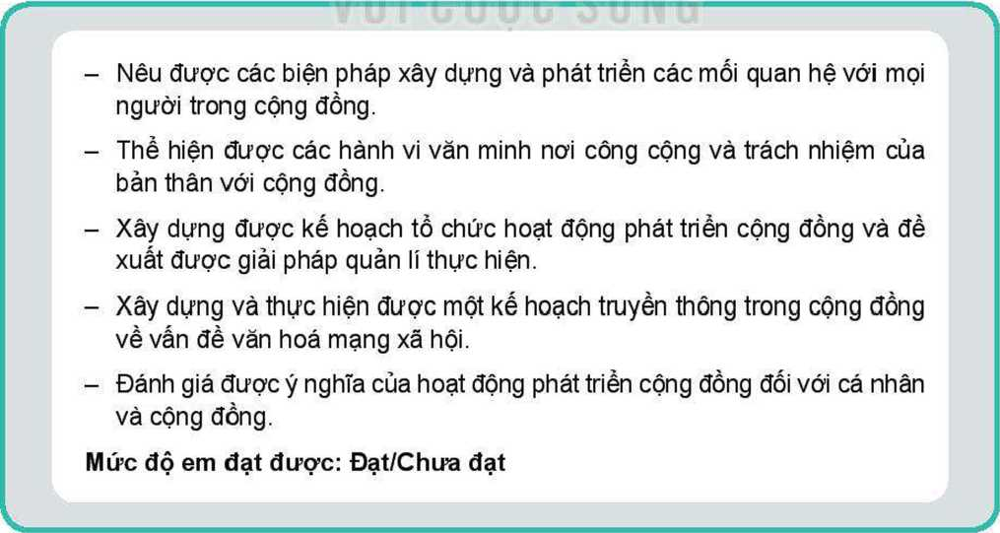 VỚI CUỘC SỐNG
– Nêu được các biện pháp xây dựng và phát triển các mối quan hệ với mọi
người trong cộng đồng.
– Thể hiện được các hành vi văn minh nơi công cộng và trách nhiệm của
bản thân với cộng đồng.
– Xây dựng được kế hoạch tổ chức hoạt động phát triển cộng đồng và đề
xuất được giải pháp quản lí thực hiện.
– Xây dựng và thực hiện được một kế hoạch truyền thông trong cộng đồng
về vấn đề văn hoá mạng xã hội.
– Đánh giá được ý nghĩa của hoạt động phát triển cộng đồng đối với cá nhân
và cộng đồng.
Mức độ em đạt được: Đạt/Chưa đạt